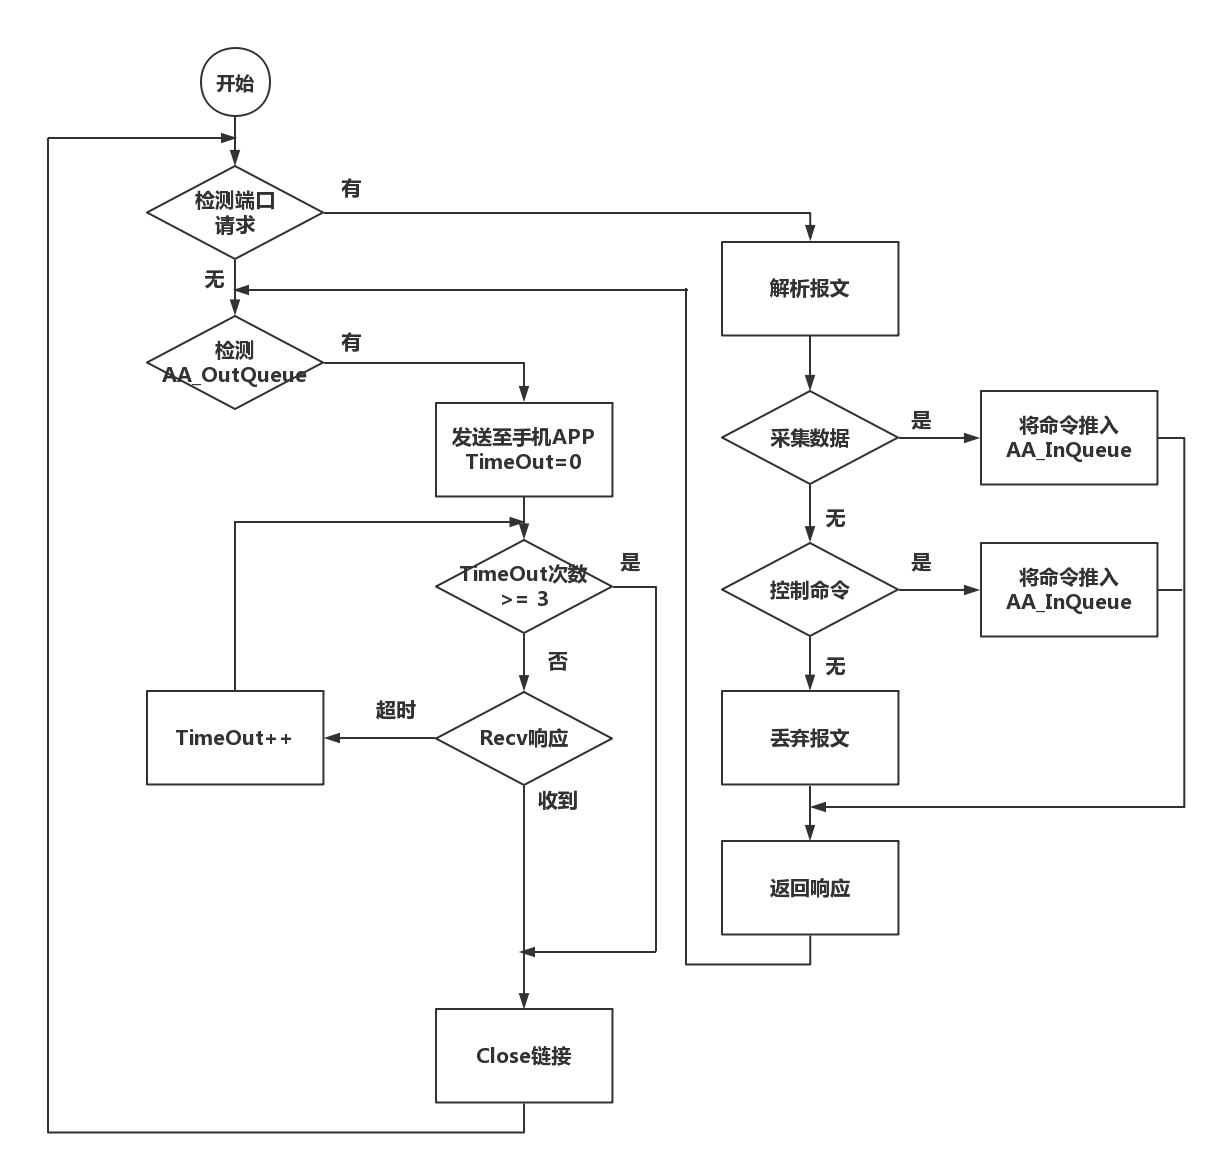 开始
检测端口
请求
有
无
解析报文
检测
AA_OutQueue
有
发送至手机APP
TimeOut=0
采集数据
是
将命令推入
AA_InQueue
无
TimeOut次数
>= 3
是
控制命令
是
将命令推入
AA_InQueue
否
无
TimeOut++
超时
Recv响应
丢弃报文
收到
返回响应
Close链接